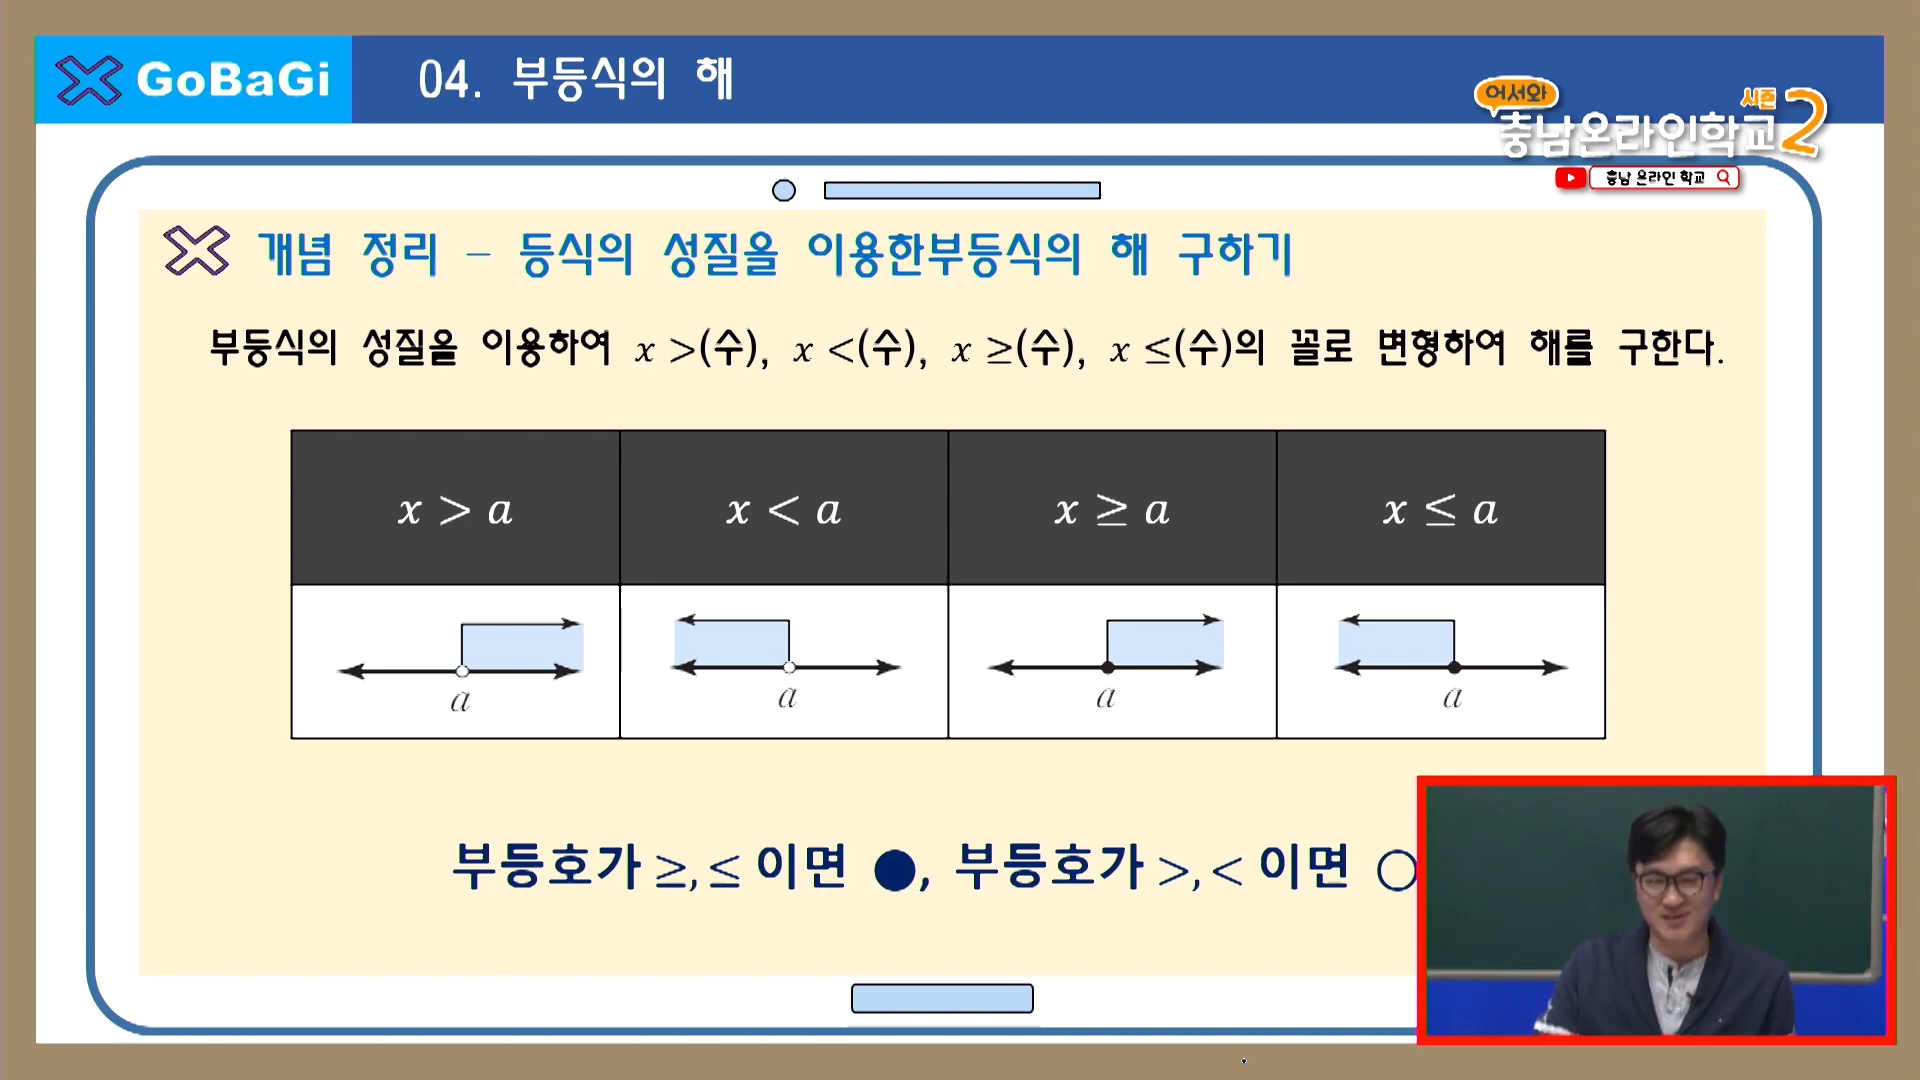 GoBaGi
04. 부등식의 해
어서와
시즌2
충남온라인학교
충남 온라인 학교
개념 정리 – 등식의 성질을 이용한부등식의 해 구하기
부등식의 성질을 이용하여 x >(수), x <(수), x ≥(수), x ≤(수)의 꼴로 변형하여 해를 구한다.
x > a x < a x ≥ a x ≤ a
a a a a
부등호가 ≥,≤ 이면 ●, 부등호가 >,< 이면 ○